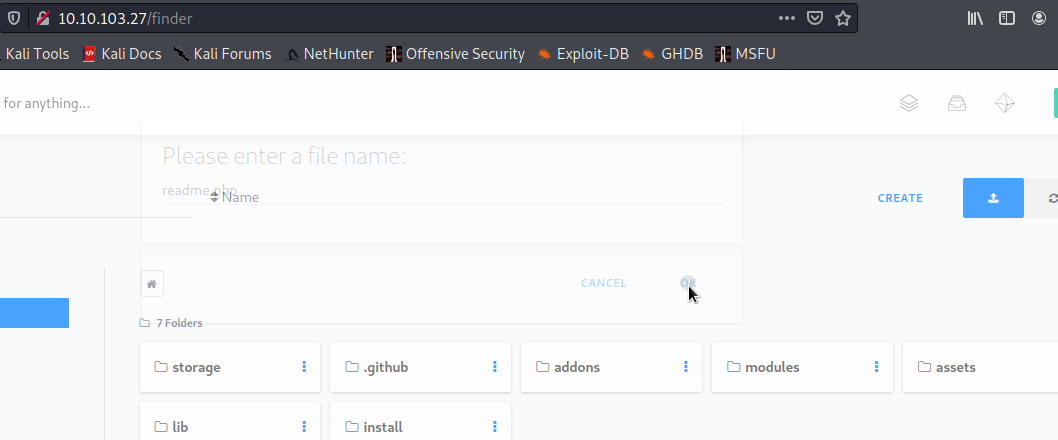 10.10.103.27/finder
Kali Tools Kali Docs Kali Forums NetHunter Offensive Security Exploit-DB GHDB MSFU
for anything...
Please enter a file name:
readme.php
Name
CREATE
CANCEL OK
7 Folders
storage .github addons modules assets
lib install